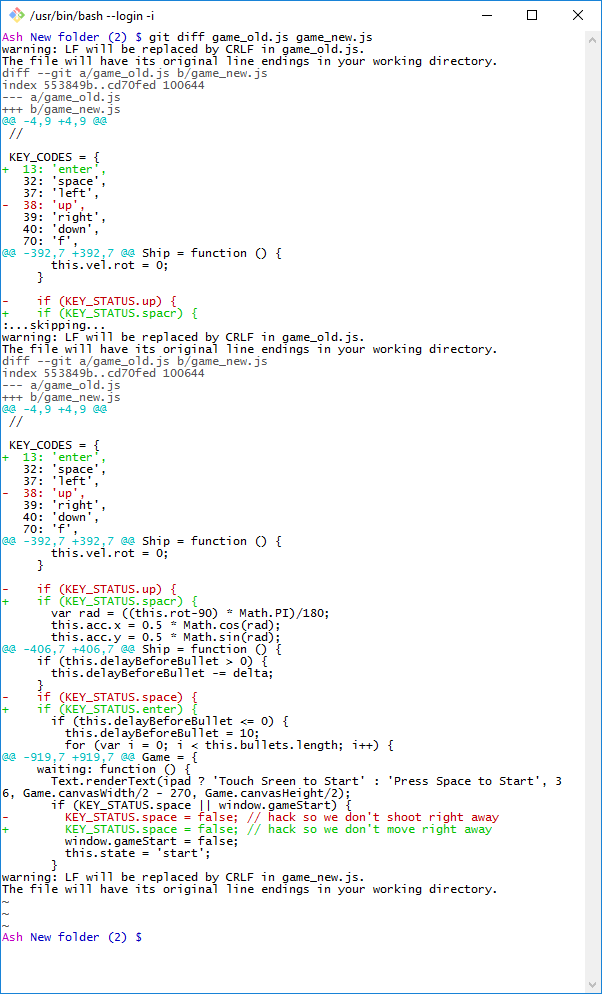 /usr/bin/bash --login -i
Ash New folder (2) $ git diff game_old.js game_new.js
warning: LF will be replaced by CRLF in game_old.js.
The file will have its original line endings in your working directory.
diff --git a/game_old.js b/game_new.js
index 553849b..cd70fed 100644
--- a/game_old.js
+++ b/game_new.js
@@ -4,9 +4,9 @@
 //

 KEY_CODES = {
+  13: 'enter',
   32: 'space',
   37: 'left',
-  38: 'up',
   39: 'right',
   40: 'down',
   70: 'f',
@@ -392,7 +392,7 @@ Ship = function () {
       this.vel.rot = 0;
     }

-    if (KEY_STATUS.up) {
+    if (KEY_STATUS.spacr) {
:...skipping...
warning: LF will be replaced by CRLF in game_old.js.
The file will have its original line endings in your working directory.
diff --git a/game_old.js b/game_new.js
index 553849b..cd70fed 100644
--- a/game_old.js
+++ b/game_new.js
@@ -4,9 +4,9 @@
 //

 KEY_CODES = {
+  13: 'enter',
   32: 'space',
   37: 'left',
-  38: 'up',
   39: 'right',
   40: 'down',
   70: 'f',
@@ -392,7 +392,7 @@ Ship = function () {
       this.vel.rot = 0;
     }

-    if (KEY_STATUS.up) {
+    if (KEY_STATUS.spacr) {
       var rad = ((this.rot-90) * Math.PI)/180;
       this.acc.x = 0.5 * Math.cos(rad);
       this.acc.y = 0.5 * Math.sin(rad);
@@ -406,7 +406,7 @@ Ship = function () {
     if (this.delayBeforeBullet > 0) {
       this.delayBeforeBullet -= delta;
     }
-    if (KEY_STATUS.space) {
+    if (KEY_STATUS.enter) {
       if (this.delayBeforeBullet <= 0) {
         this.delayBeforeBullet = 10;
         for (var i = 0; i < this.bullets.length; i++) {
@@ -919,7 +919,7 @@ Game = {
     waiting: function () {
       Text.renderText(ipad ? 'Touch Sreen to Start' : 'Press Space to Start', 3
6, Game.canvasWidth/2 - 270, Game.canvasHeight/2);
       if (KEY_STATUS.space || window.gameStart) {
-        KEY_STATUS.space = false; // hack so we don't shoot right away
+        KEY_STATUS.space = false; // hack so we don't move right away
         window.gameStart = false;
         this.state = 'start';
       }
warning: LF will be replaced by CRLF in game_new.js.
The file will have its original line endings in your working directory.
~
~
~
Ash New folder (2) $